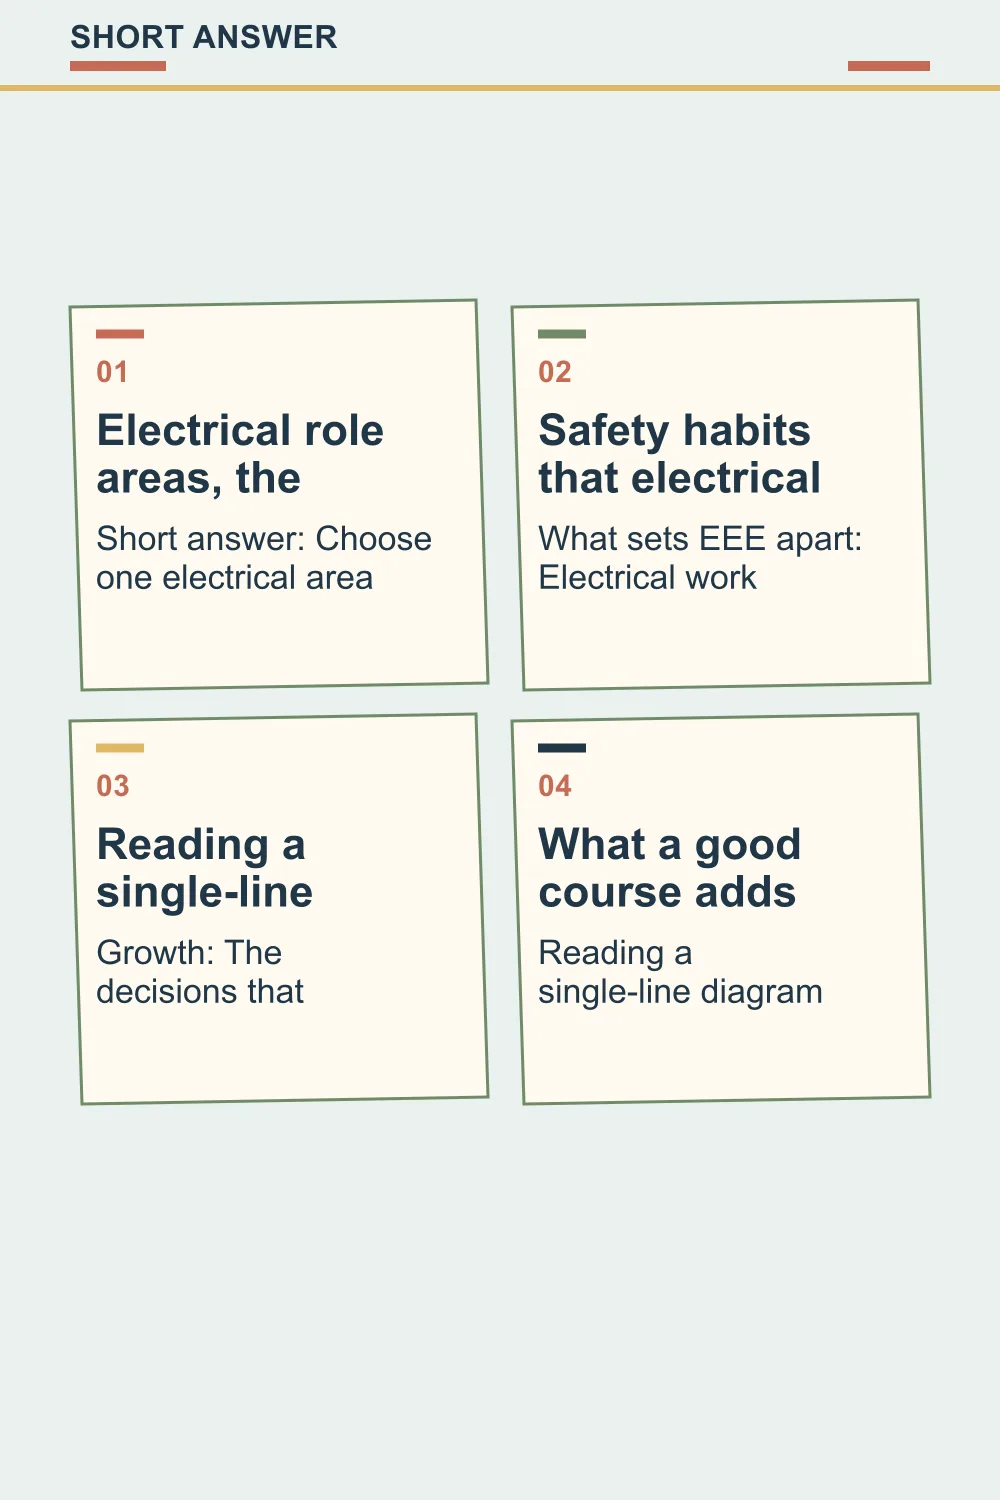 SHORT ANSWER
01
Electrical role
areas, the
Short answer: Choose
one electrical area
02
Safety habits
that electrical
What sets EEE apart:
Electrical work
03
Reading a
single-line
Growth: The
decisions that
04
What a good
course adds
Reading a
single-line diagram